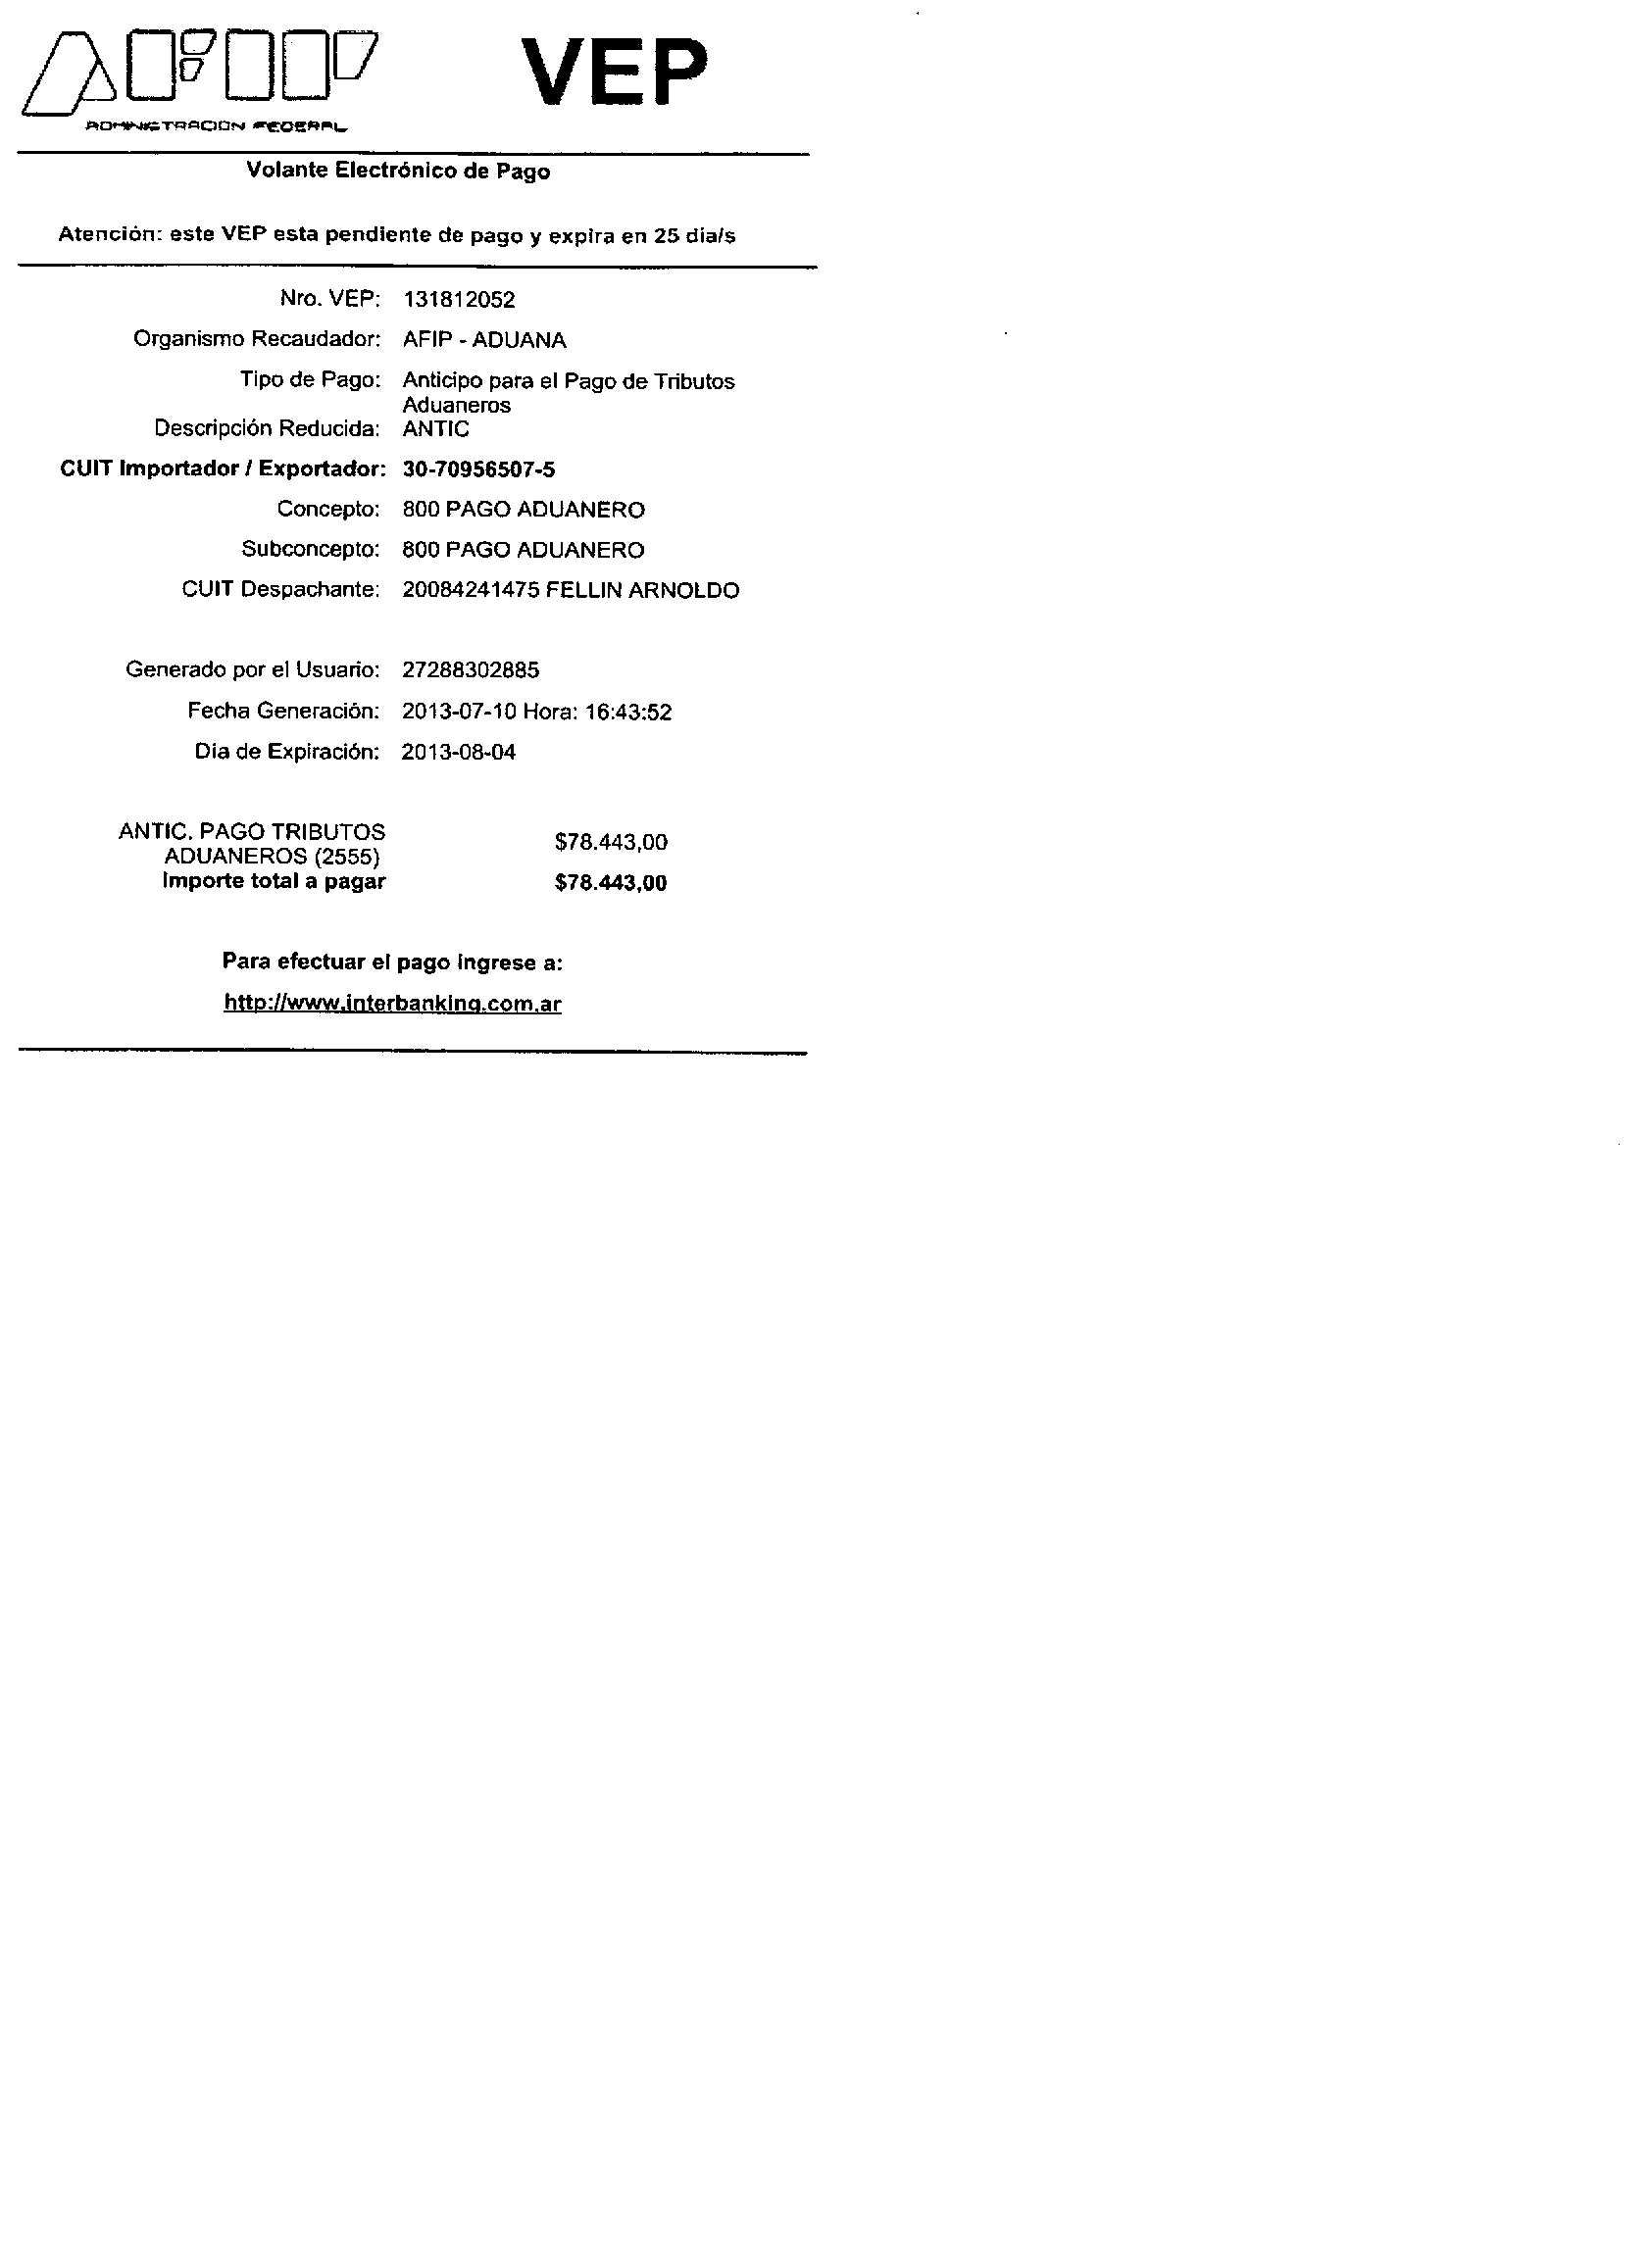 AFIP VEP
ADMINISTRACION FEDERAL
Volante Electrónico de Pago
Atención: este VEP esta pendiente de pago y expira en 25 dia/s
Nro. VEP: 131812052
Organismo Recaudador: AFIP - ADUANA
Tipo de Pago: Anticipo para el Pago de Tributos
Aduaneros
Descripción Reducida: ANTIC
CUIT Importador / Exportador: 30-70956507-5
Concepto: 800 PAGO ADUANERO
Subconcepto: 800 PAGO ADUANERO
CUIT Despachante: 20084241475 FELLIN ARNOLDO
Generado por el Usuario: 27288302885
Fecha Generación: 2013-07-10 Hora: 16:43:52
Día de Expiración: 2013-08-04
ANTIC. PAGO TRIBUTOS
ADUANEROS (2555) $78.443,00
Importe total a pagar $78.443,00
Para efectuar el pago ingrese a:
http://www.interbanking.com.ar